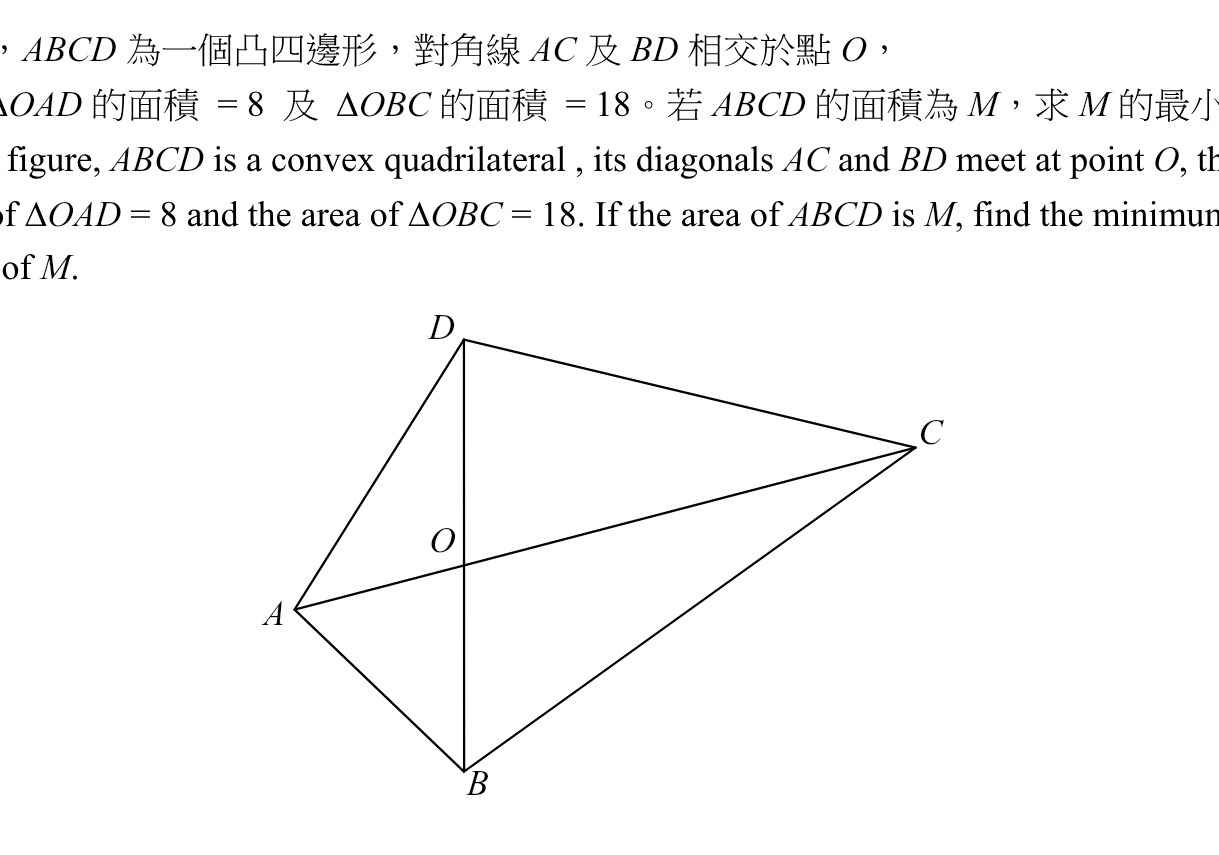 ，ABCD 為一個凸四邊形，對角線 AC 及 BD 相交於點 O，
ΔOAD 的面積 = 8 及 ΔOBC 的面積 = 18。若 ABCD 的面積為 M，求 M 的最小
figure, ABCD is a convex quadrilateral , its diagonals AC and BD meet at point O, th
of ΔOAD = 8 and the area of ΔOBC = 18. If the area of ABCD is M, find the minimum
of M.
D
C
O
A
B